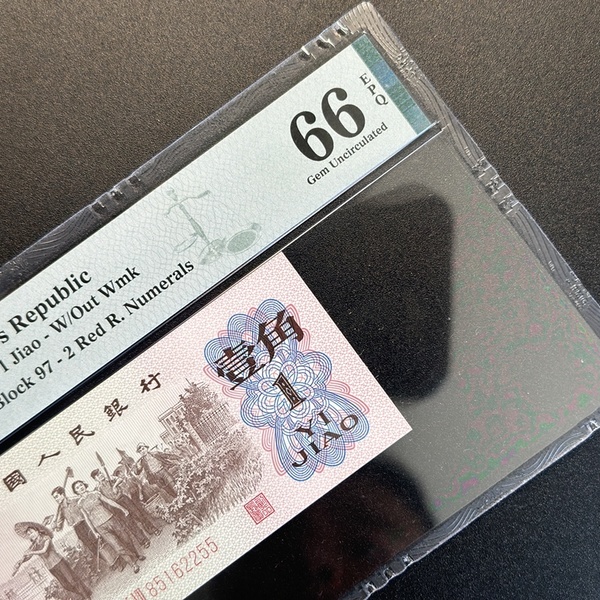 66 EPQ
Gem Uncirculated
s Republic
1 Jiao - W/Out Wmk
Block 97 - 2 Red R. Numerals
國人民銀行
壹角
1
YI
JIAO
85162255